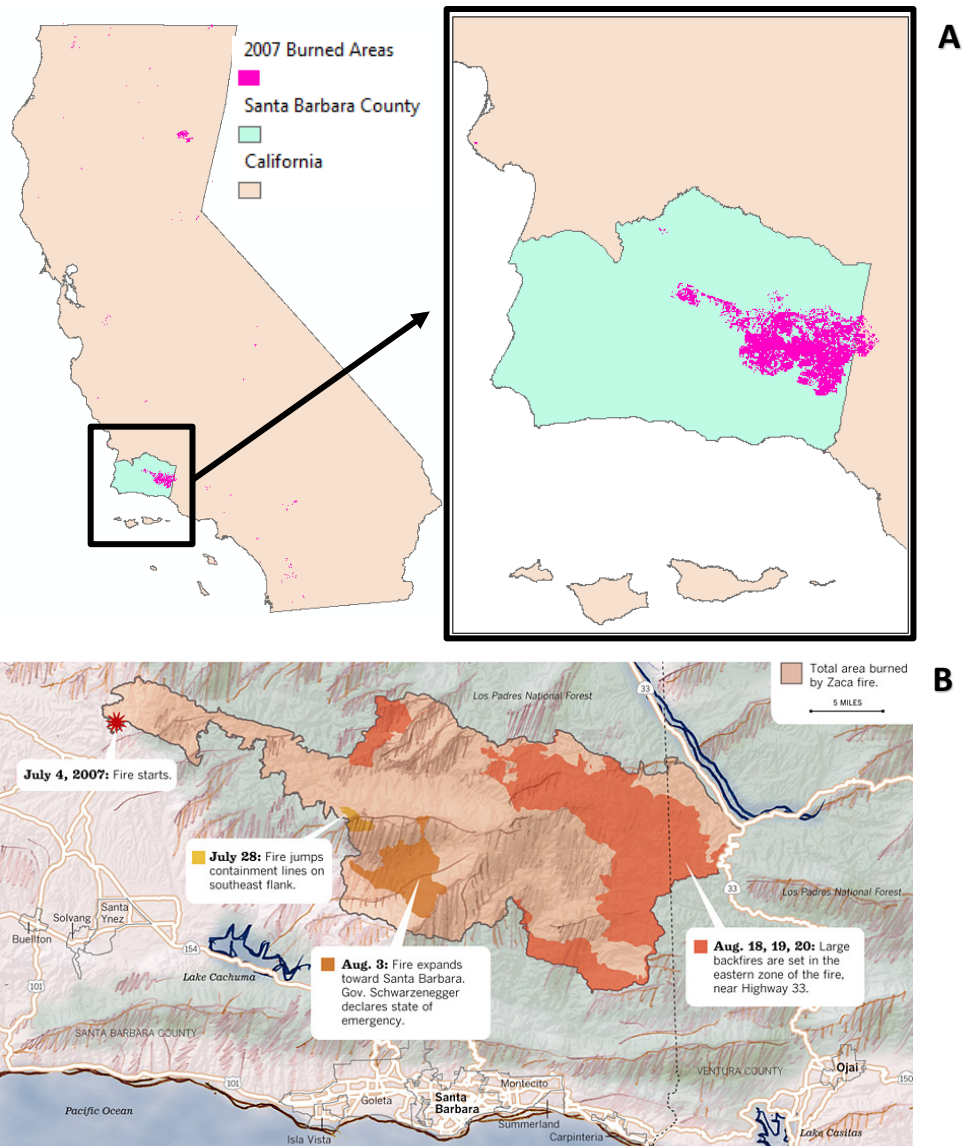 A
2007 Burned Areas
Santa Barbara County
California
B
Total area burned
by Zaca fire.
5 MILES
33
Los Padres National Forest
July 4, 2007: Fire starts.
July 28: Fire jumps
containment lines on
southeast flank.
33
Los Padres National Forest
Santa
Ynez
Solvang
Buellton
154
Lake Cachuma
101
Aug. 3: Fire expands
toward Santa Barbara.
Gov. Schwarzenegger
declares state of
emergency.
Aug. 18, 19, 20: Large
backfires are set in the
eastern zone of the fire,
near Highway 33.
SANTA BARBARA COUNTY
VENTURA COUNTY
Ojai
150
101
Goleta
Santa
Barbara
Montecito
Summerland
Pacific Ocean
Isla Vista
Carpinteria
Lake Casitas